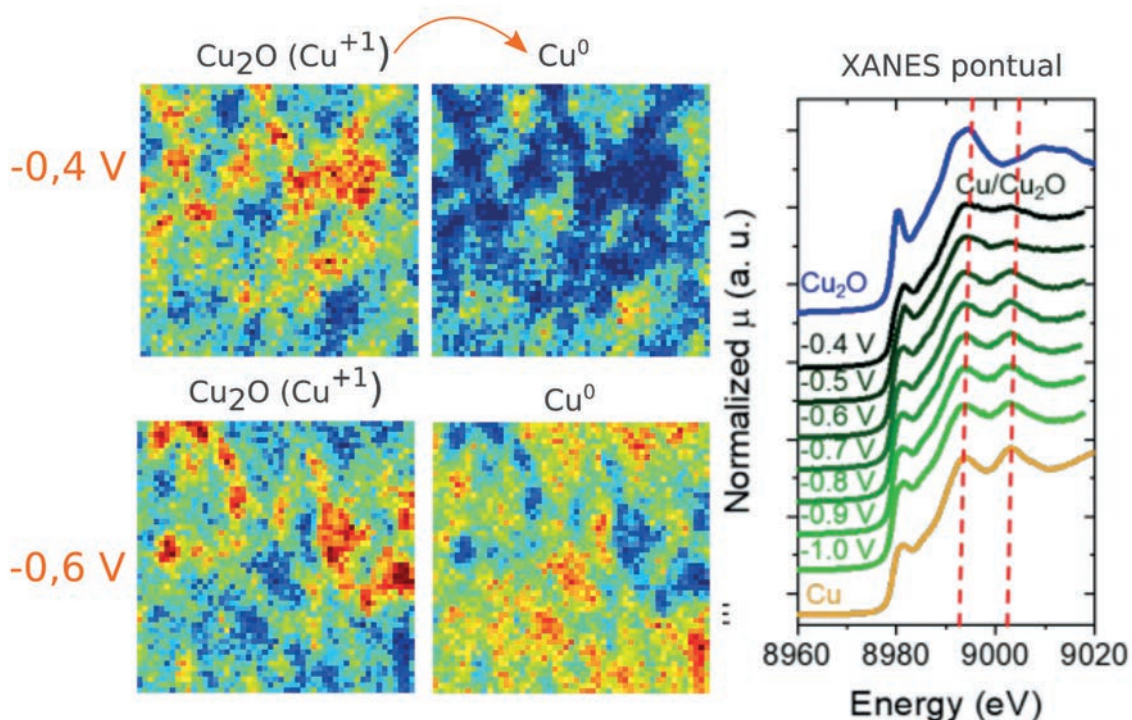 Cu₂O (Cu⁺¹)
Cu⁰
-0,4 V
Cu₂O (Cu⁺¹)
Cu⁰
-0,6 V
...
XANES pontual
Normalized μ (a. u.)
Cu/Cu₂O
Cu₂O
-0.4 V
-0.5 V
-0.6 V
-0.7 V
-0.8 V
-0.9 V
-1.0 V
Cu
8960 8980 9000 9020
Energy (eV)